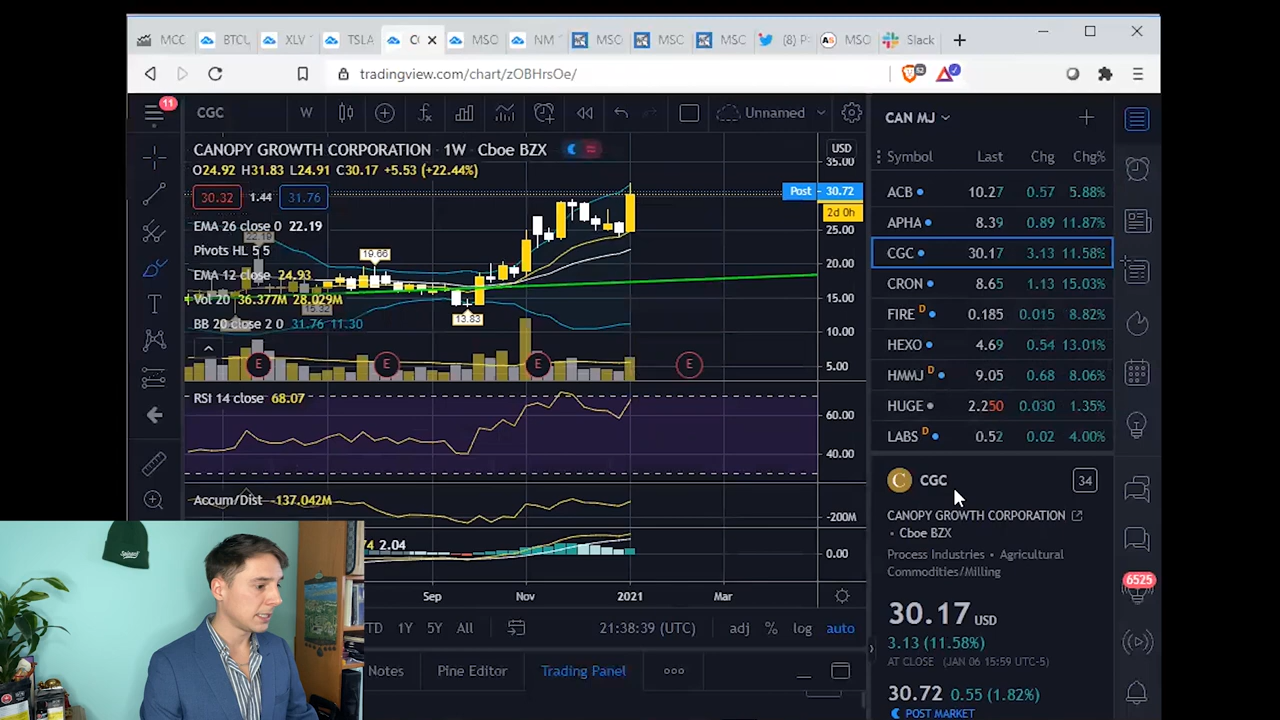 MCC BTCU XLV TSLA CG MSO NM MSO MSC MSC (8) P MSO Slack
tradingview.com/chart/zOBHrsOe/
52
11
CGC W Unnamed
CAN MJ
CANOPY GROWTH CORPORATION · 1W · Cboe BZX
USD
O24.92 H31.83 L24.91 C30.17 +5.53 (+22.44%)
30.32 1.44 31.76
EMA 26 close 0 22.19
Pivots HL 5 5
EMA 12 close 24.93
Vol 20 36.377M 28.029M
BB 20 close 2 0 31.76 11.30
19.66
13.83
E E E E
35.00
Post 30.72
2d 0h
25.00
20.00
15.00
10.00
5.00
RSI 14 close 68.07
60.00
40.00
Accum/Dist -137.042M
-200M
74 2.04
0.00
Sep Nov 2021 Mar
TD 1Y 5Y All 21:38:39 (UTC) adj % log auto
Notes Pine Editor Trading Panel
Symbol Last Chg Chg%
ACB 10.27 0.57 5.88%
APHA 8.39 0.89 11.87%
CGC 30.17 3.13 11.58%
CRON 8.65 1.13 15.03%
FIRE D 0.185 0.015 8.82%
HEXO 4.69 0.54 13.01%
HMMJ D 9.05 0.68 8.06%
HUGE 2.250 0.030 1.35%
LABS D 0.52 0.02 4.00%
C CGC 34
CANOPY GROWTH CORPORATION
• Cboe BZX
Process Industries • Agricultural
Commodities/Milling
30.17 USD
3.13 (11.58%)
AT CLOSE (JAN 06 15:59 UTC-5)
30.72 0.55 (1.82%)
POST MARKET
6525